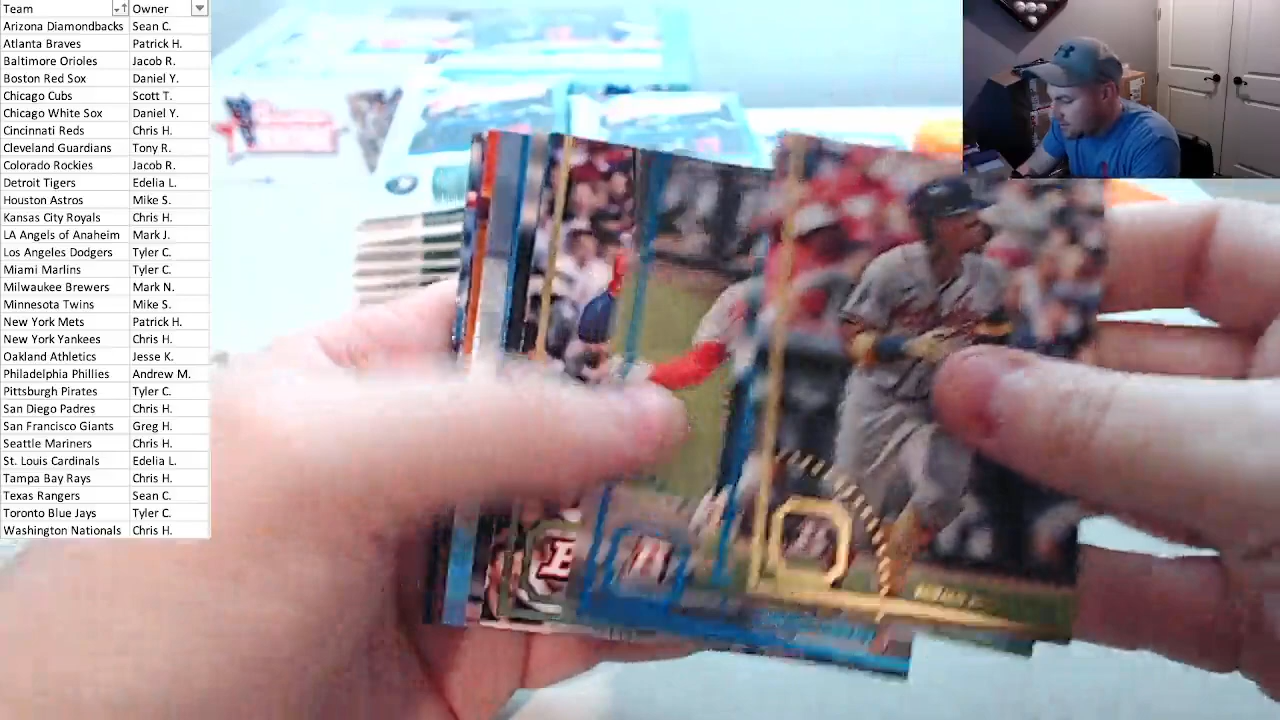 Team Owner
Arizona Diamondbacks Sean C.
Atlanta Braves Patrick H.
Baltimore Orioles Jacob R.
Boston Red Sox Daniel Y.
Chicago Cubs Scott T.
Chicago White Sox Daniel Y.
Cincinnati Reds Chris H.
Cleveland Guardians Tony R.
Colorado Rockies Jacob R.
Detroit Tigers Edelia L.
Houston Astros Mike S.
Kansas City Royals Chris H.
LA Angels of Anaheim Mark J.
Los Angeles Dodgers Tyler C.
Miami Marlins Tyler C.
Milwaukee Brewers Mark N.
Minnesota Twins Mike S.
New York Mets Patrick H.
New York Yankees Chris H.
Oakland Athletics Jesse K.
Philadelphia Phillies Andrew M.
Pittsburgh Pirates Tyler C.
San Diego Padres Chris H.
San Francisco Giants Greg H.
Seattle Mariners Chris H.
St. Louis Cardinals Edelia L.
Tampa Bay Rays Chris H.
Texas Rangers Sean C.
Toronto Blue Jays Tyler C.
Washington Nationals Chris H.
B